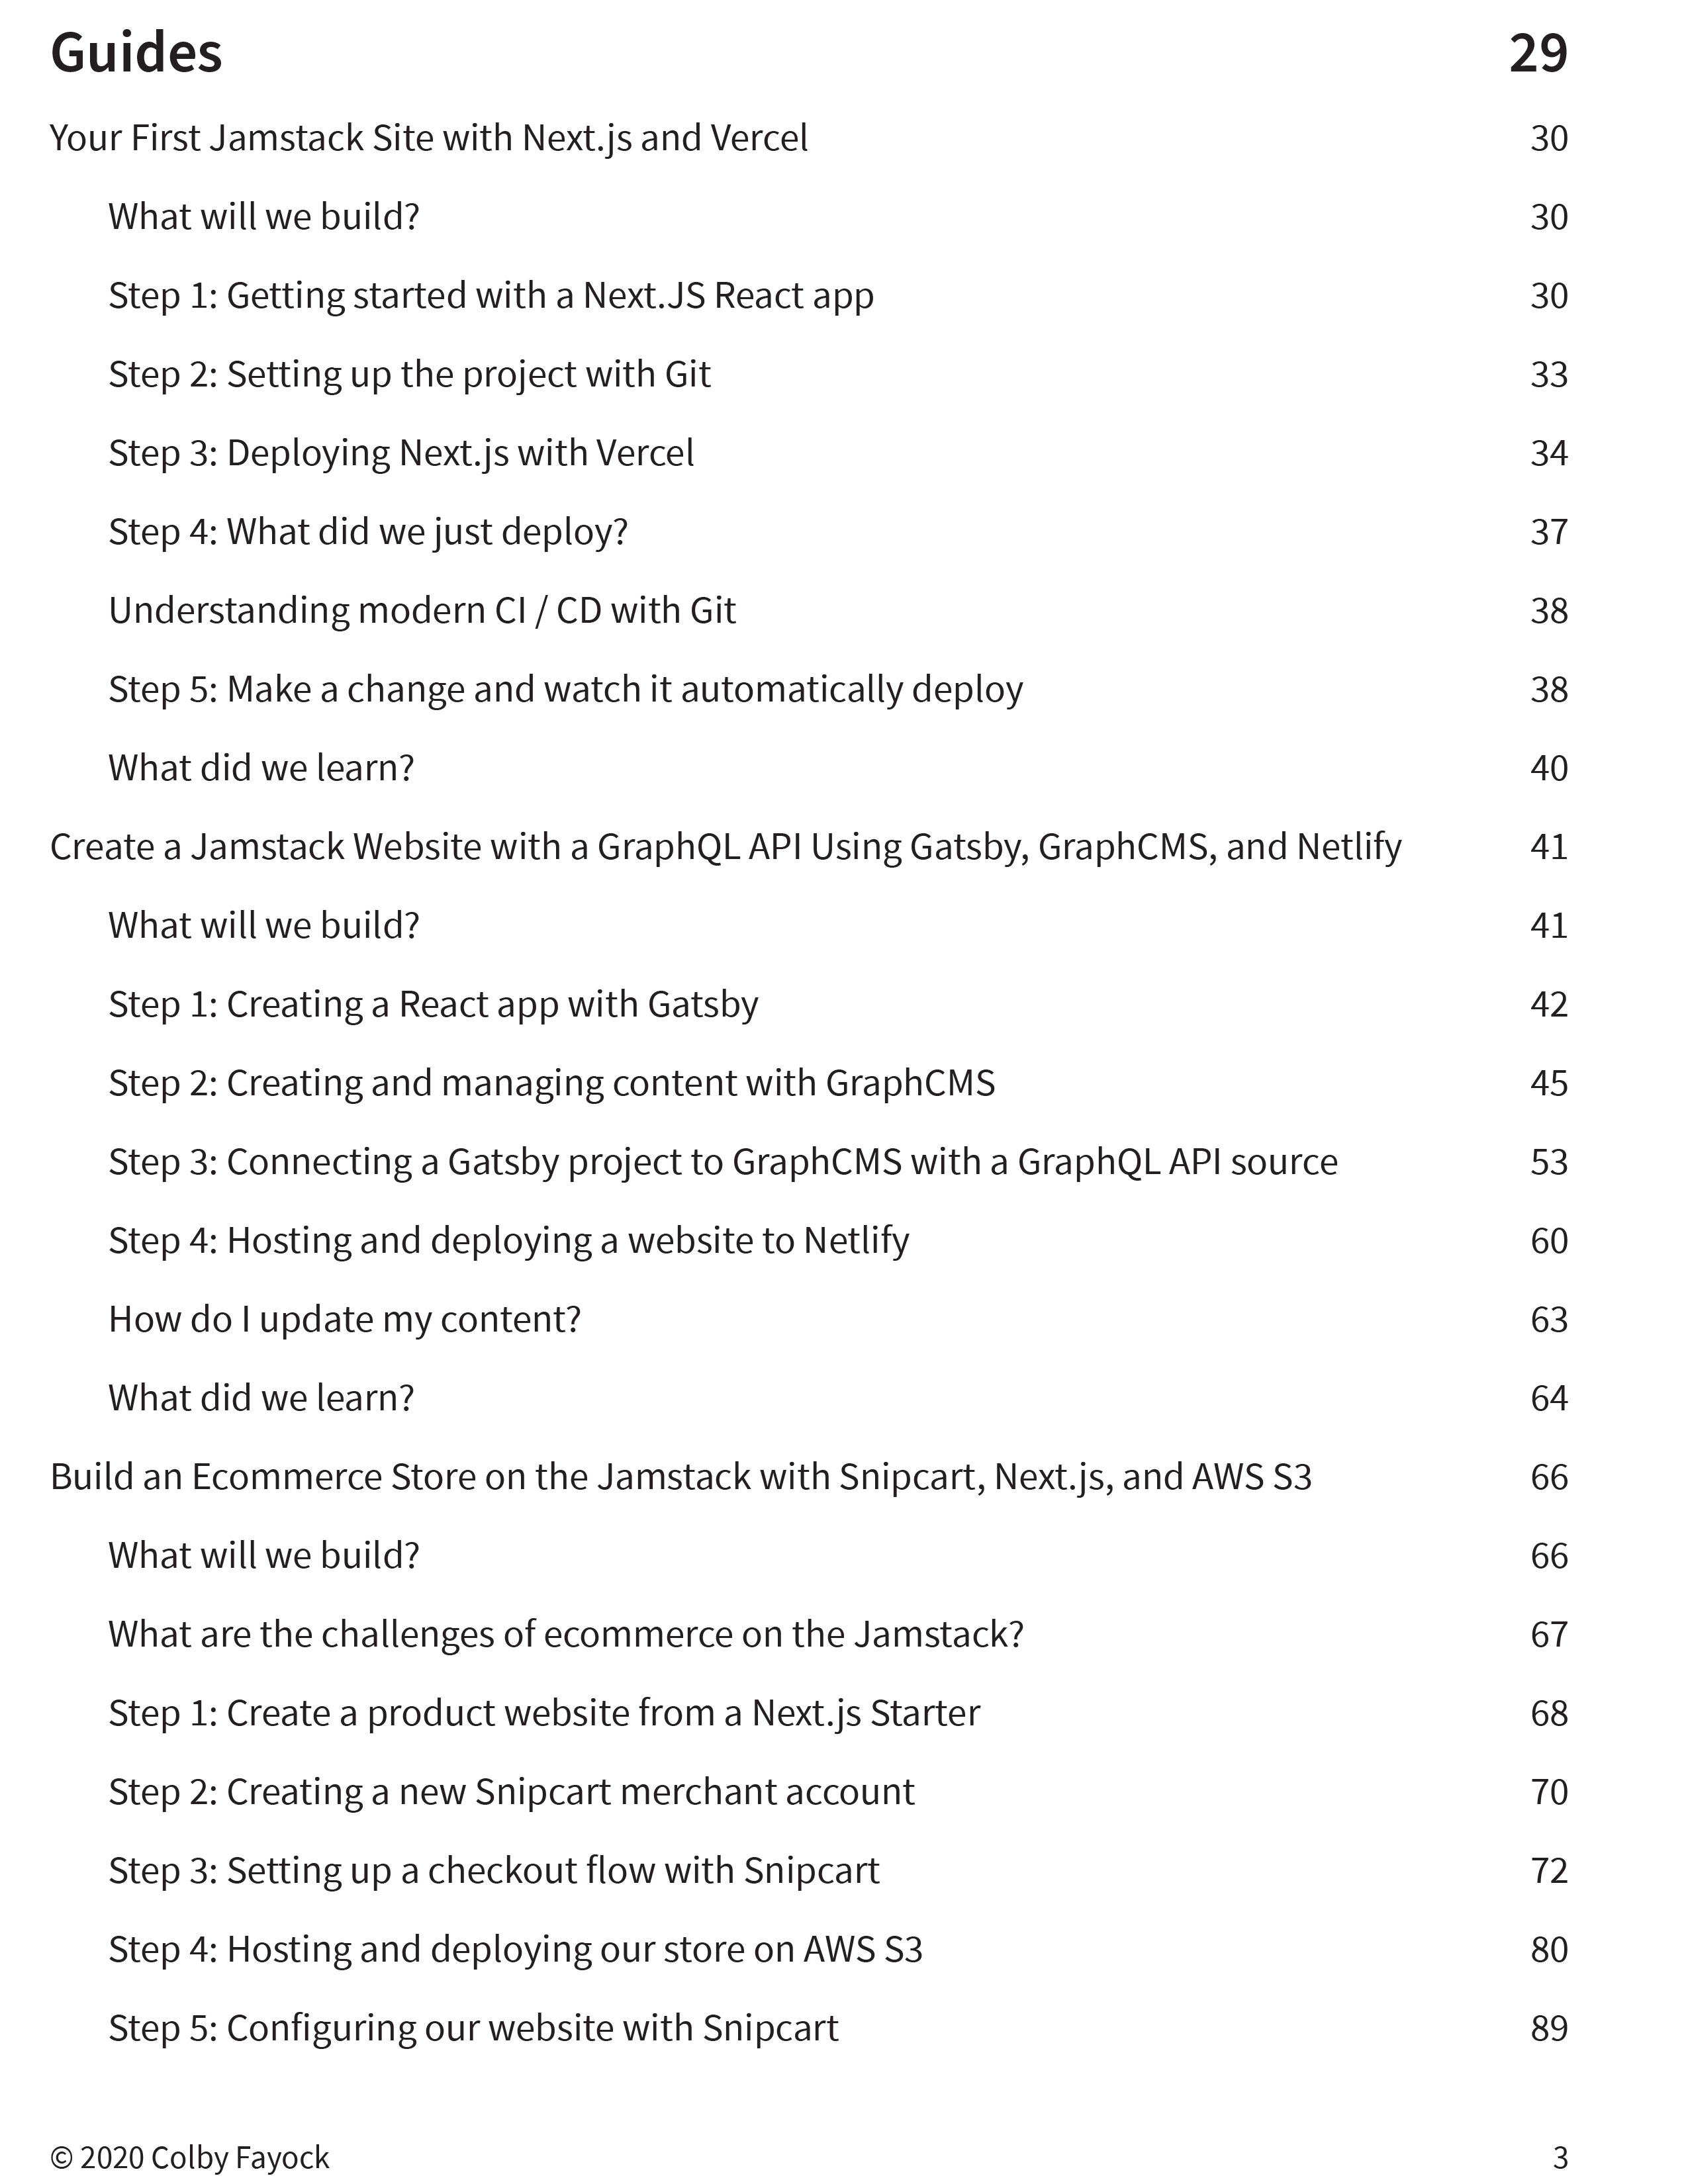 Guides 29
Your First Jamstack Site with Next.js and Vercel 30
What will we build? 30
Step 1: Getting started with a Next.JS React app 30
Step 2: Setting up the project with Git 33
Step 3: Deploying Next.js with Vercel 34
Step 4: What did we just deploy? 37
Understanding modern CI / CD with Git 38
Step 5: Make a change and watch it automatically deploy 38
What did we learn? 40
Create a Jamstack Website with a GraphQL API Using Gatsby, GraphCMS, and Netlify 41
What will we build? 41
Step 1: Creating a React app with Gatsby 42
Step 2: Creating and managing content with GraphCMS 45
Step 3: Connecting a Gatsby project to GraphCMS with a GraphQL API source 53
Step 4: Hosting and deploying a website to Netlify 60
How do I update my content? 63
What did we learn? 64
Build an Ecommerce Store on the Jamstack with Snipcart, Next.js, and AWS S3 66
What will we build? 66
What are the challenges of ecommerce on the Jamstack? 67
Step 1: Create a product website from a Next.js Starter 68
Step 2: Creating a new Snipcart merchant account 70
Step 3: Setting up a checkout flow with Snipcart 72
Step 4: Hosting and deploying our store on AWS S3 80
Step 5: Configuring our website with Snipcart 89
© 2020 Colby Fayock 3